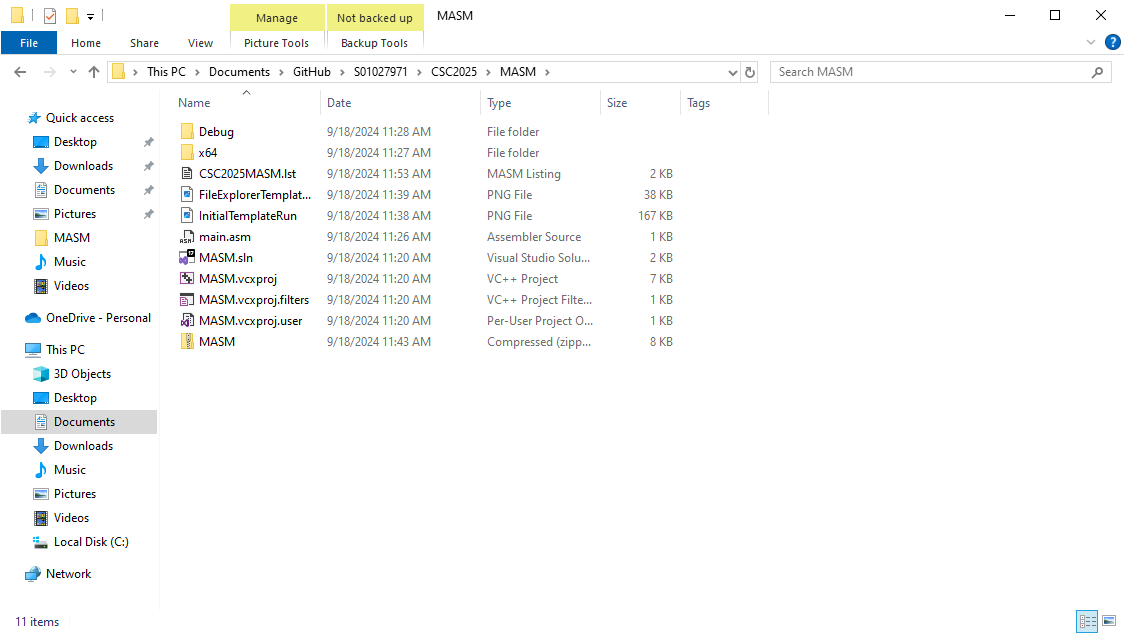 Manage Not backed up MASM
File Home Share View Picture Tools Backup Tools
This PC Documents GitHub S01027971 CSC2025 MASM Search MASM
Name Date Type Size Tags
Quick access
Desktop
Downloads
Documents
Pictures
MASM
Music
Videos
OneDrive - Personal
This PC
3D Objects
Desktop
Documents
Downloads
Music
Pictures
Videos
Local Disk (C:)
Network
Debug 9/18/2024 11:28 AM File folder
x64 9/18/2024 11:27 AM File folder
CSC2025MASM.lst 9/18/2024 11:53 AM MASM Listing 2 KB
FileExplorerTemplat... 9/18/2024 11:39 AM PNG File 38 KB
InitialTemplateRun 9/18/2024 11:38 AM PNG File 167 KB
main.asm 9/18/2024 11:26 AM Assembler Source 1 KB
MASM.sln 9/18/2024 11:20 AM Visual Studio Solu... 2 KB
MASM.vcxproj 9/18/2024 11:20 AM VC++ Project 7 KB
MASM.vcxproj.filters 9/18/2024 11:20 AM VC++ Project Filte... 1 KB
MASM.vcxproj.user 9/18/2024 11:20 AM Per-User Project O... 1 KB
MASM 9/18/2024 11:43 AM Compressed (zipp... 8 KB
11 items